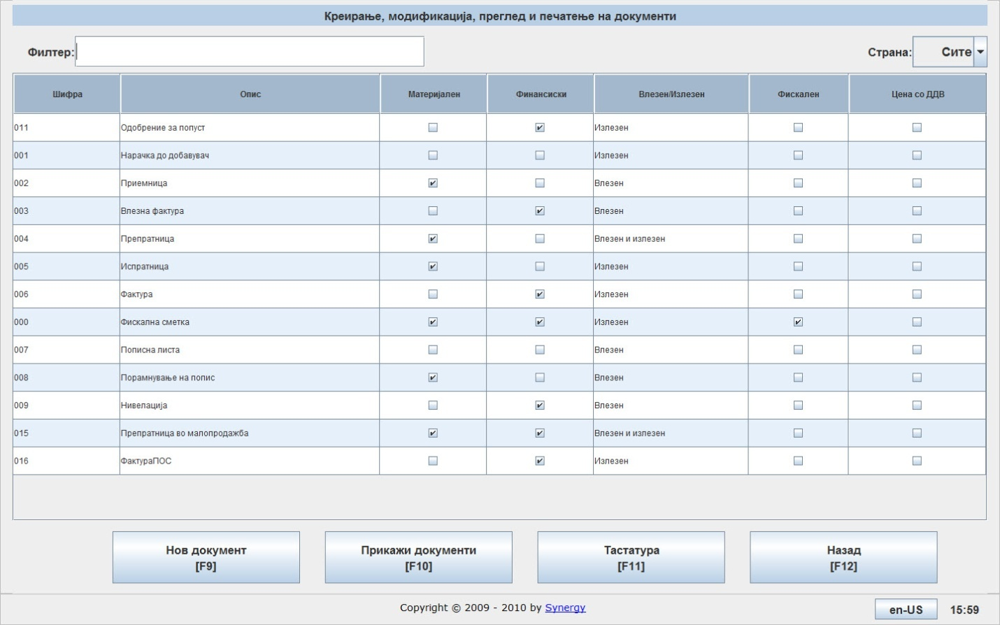 Креирање, модификација, преглед и печатење на документи
Филтер:
Страна: Сите
Шифра Опис Материјален Финансиски Влезен/Излезен Фискален Цена со ДДВ
011 Одобрение за попуст Излезен
001 Нарачка до добавувач Излезен
002 Приемница Влезен
003 Влезна фактура Влезен
004 Препратница Влезен и излезен
005 Испратница Излезен
006 Фактура Излезен
000 Фискална сметка Излезен
007 Пописна листа Влезен
008 Порамнување на попис Влезен
009 Нивелација Влезен
015 Препратница во малопродажба Влезен и излезен
016 ФактураПОС Излезен
Нов документ Прикажи документи Тастатура Назад
[F9] [F10] [F11] [F12]
Copyright © 2009 - 2010 by Synergy
en-US 15:59